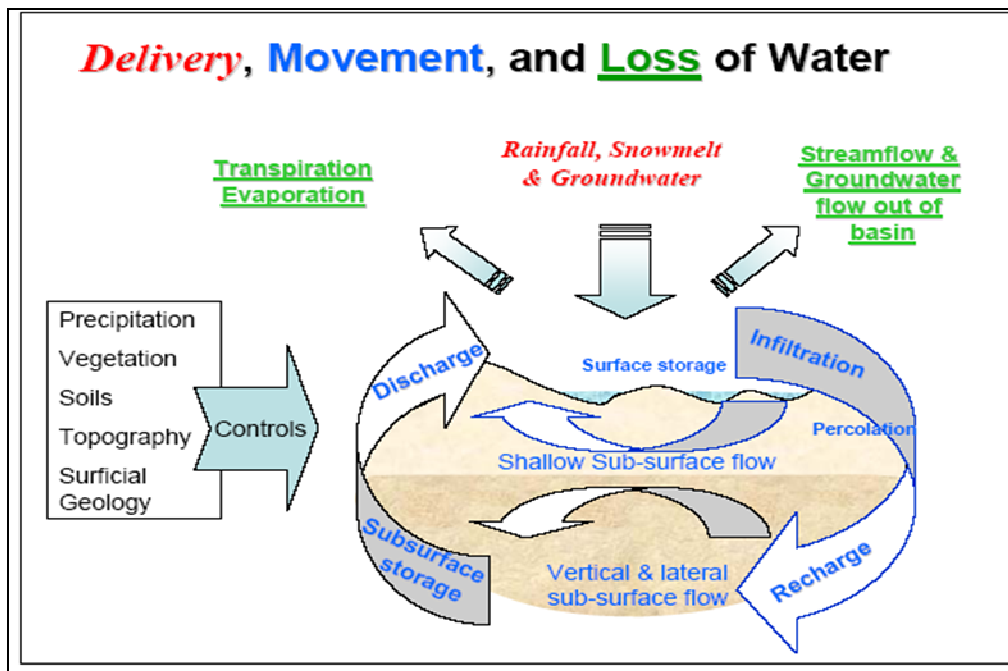 Delivery, Movement, and Loss of Water
Transpiration
Evaporation
Rainfall, Snowmelt
& Groundwater
Streamflow &
Groundwater
flow out of
basin
Precipitation
Vegetation
Soils
Topography
Surficial
Geology
Controls
Discharge
Surface storage
Infiltration
Percolation
Shallow Sub-surface flow
Subsurface
storage
Vertical & lateral
sub-surface flow
Recharge